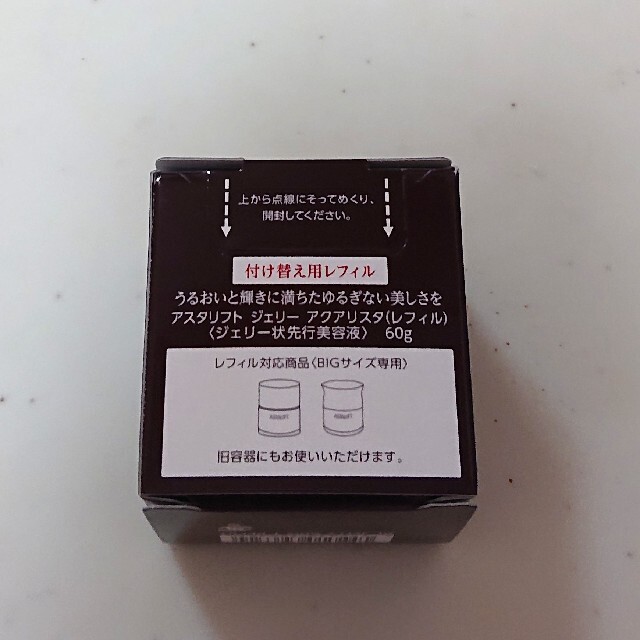 上から点線にそってめくり、
開封してください。
付け替え用レフィル
うるおいと輝きに満ちたゆるぎない美しさを
アスタリフト ジェリー アクアリスタ(レフィル)
〈ジェリー状先行美容液〉 60g
レフィル対応商品〈BIGサイズ専用〉
旧容器にもお使いいただけます。